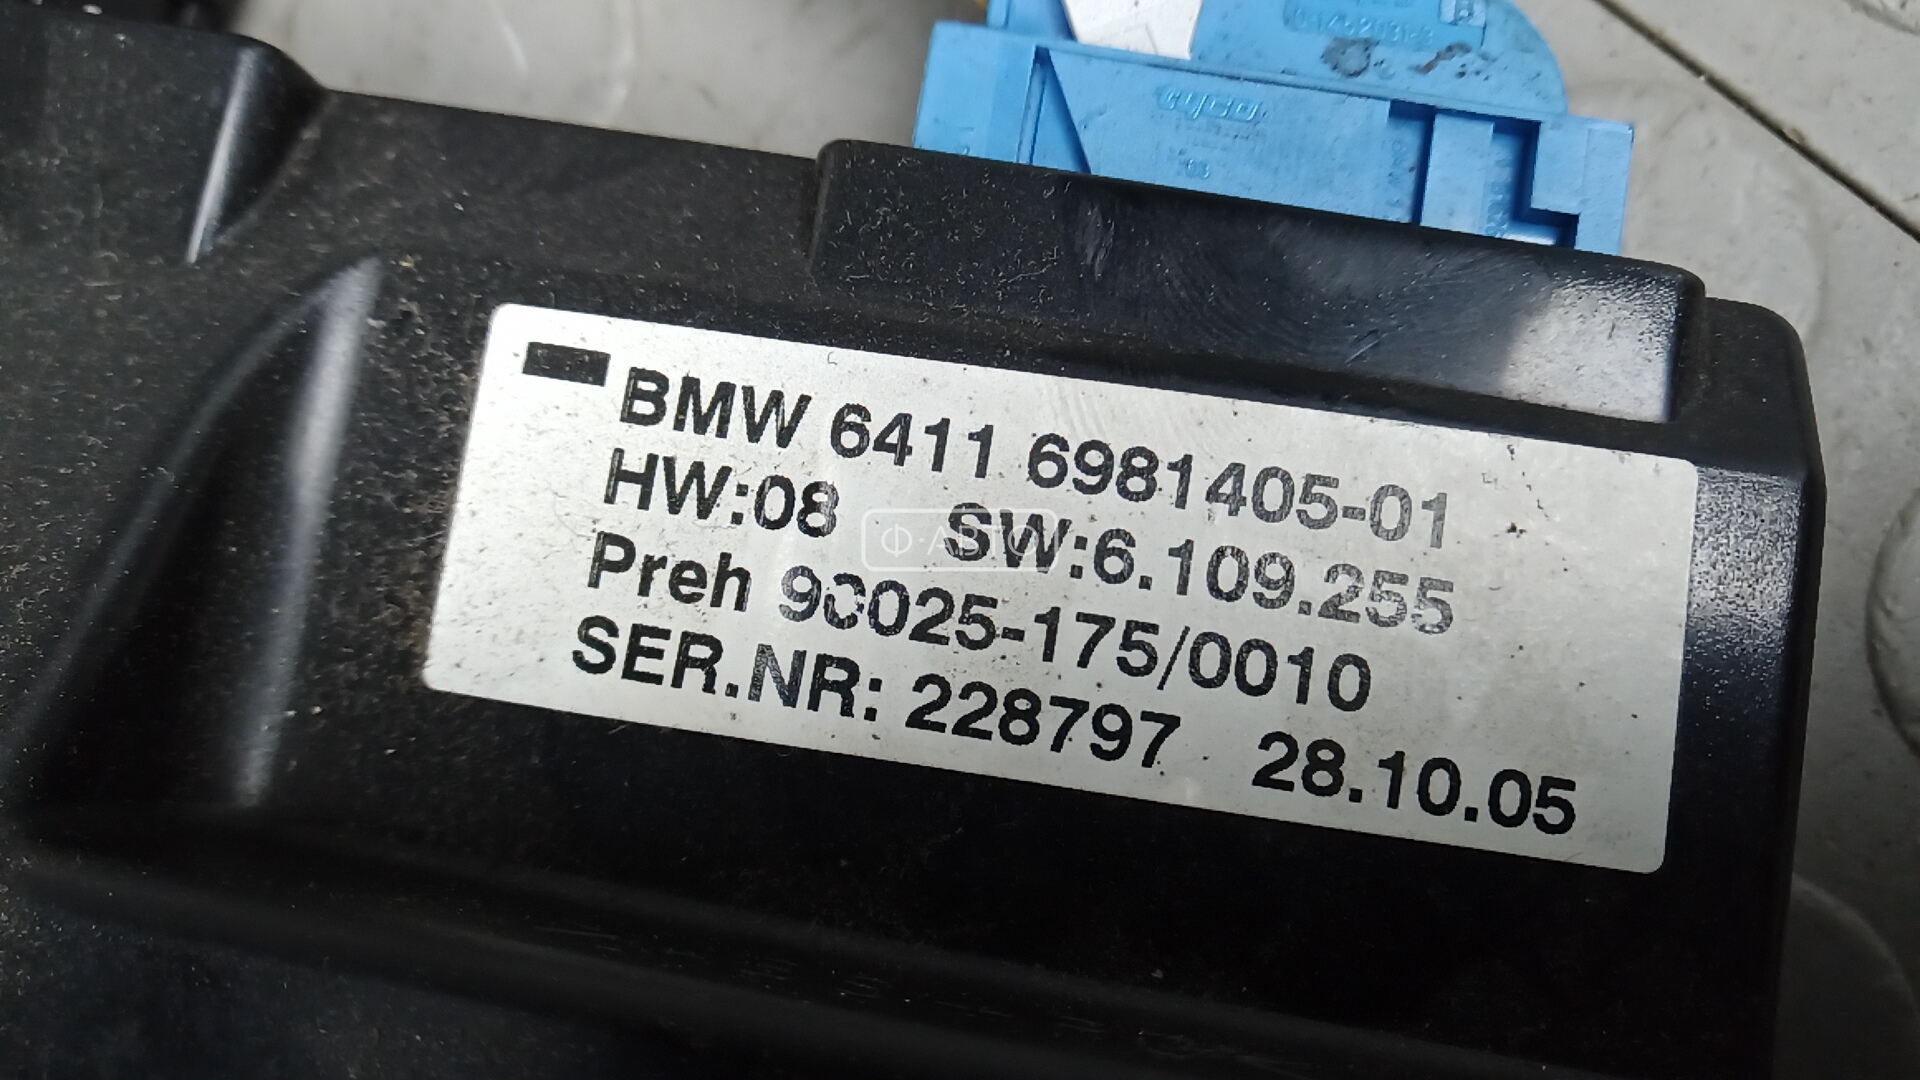 BMW 6411 6981405-01
HW:08 SW:6.109.255
Preh 90025-175/0010
SER.NR: 228797 28.10.05
Ф·АВТО